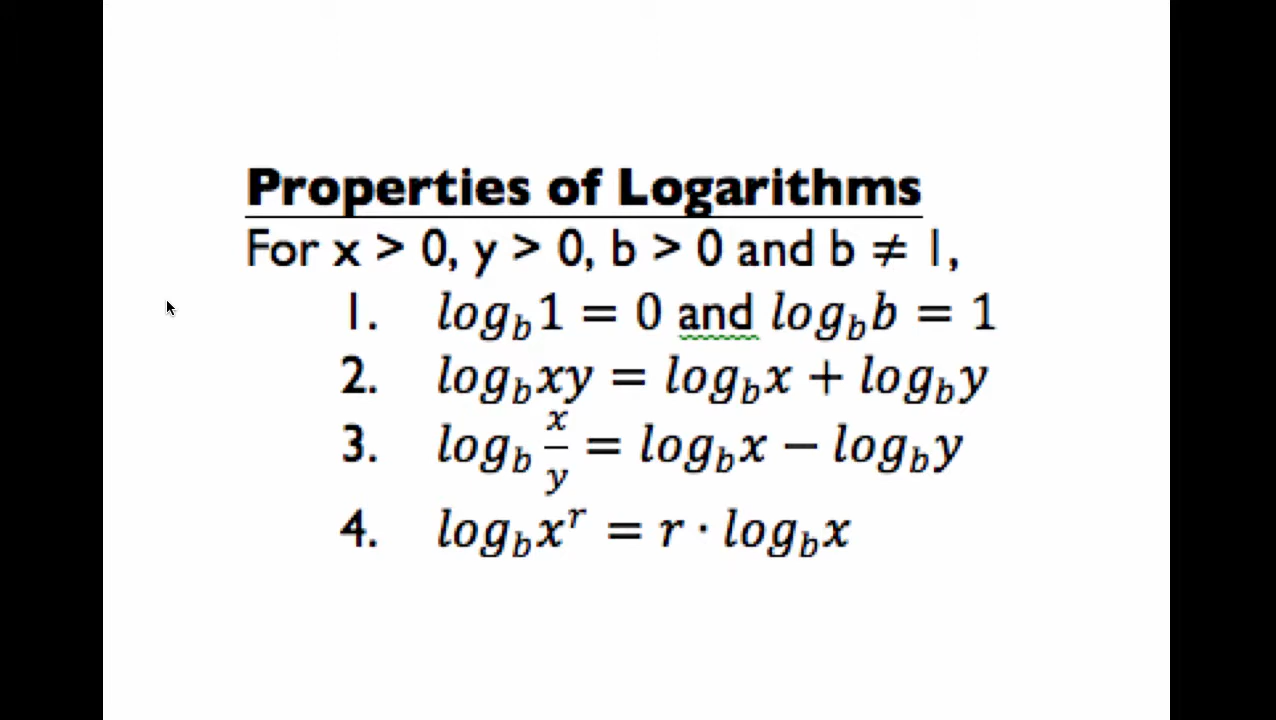 Properties of Logarithms
For x > 0, y > 0, b > 0 and b ≠ 1,
1. log_b 1 = 0 and log_b b = 1
2. log_b xy = log_b x + log_b y
3. log_b x/y = log_b x − log_b y
4. log_b x^r = r · log_b x